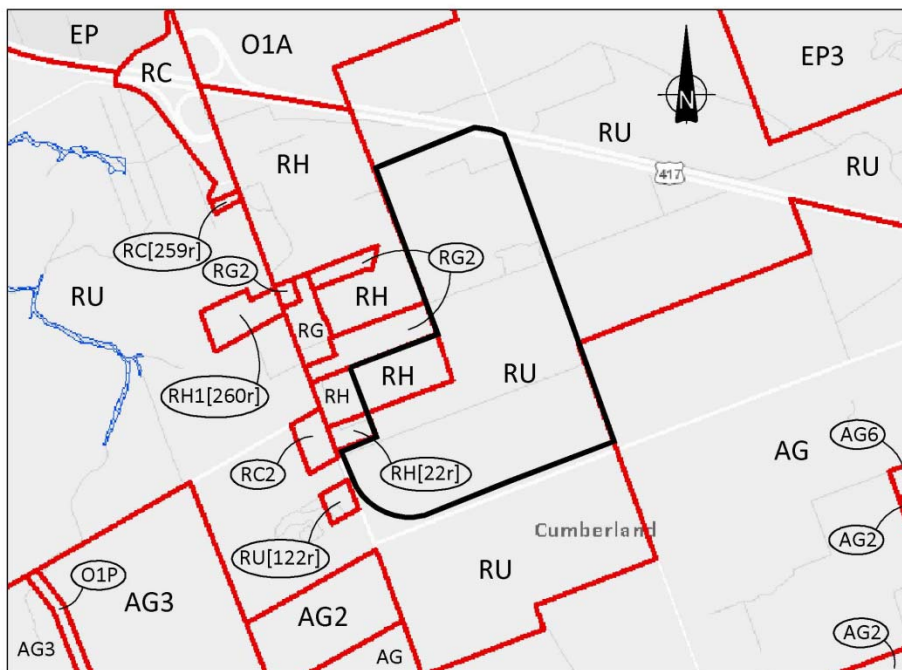 EP
O1A
RC
EP3
N
RU
417
RH
RU
RC[259r]
RG2
RG2
RU
RH
RG
RH1[260r]
RH
RH
RU
RC2
RH[22r]
AG
AG6
RU[122r]
Cumberland
AG2
O1P
AG3
RU
AG2
AG3
AG
AG2